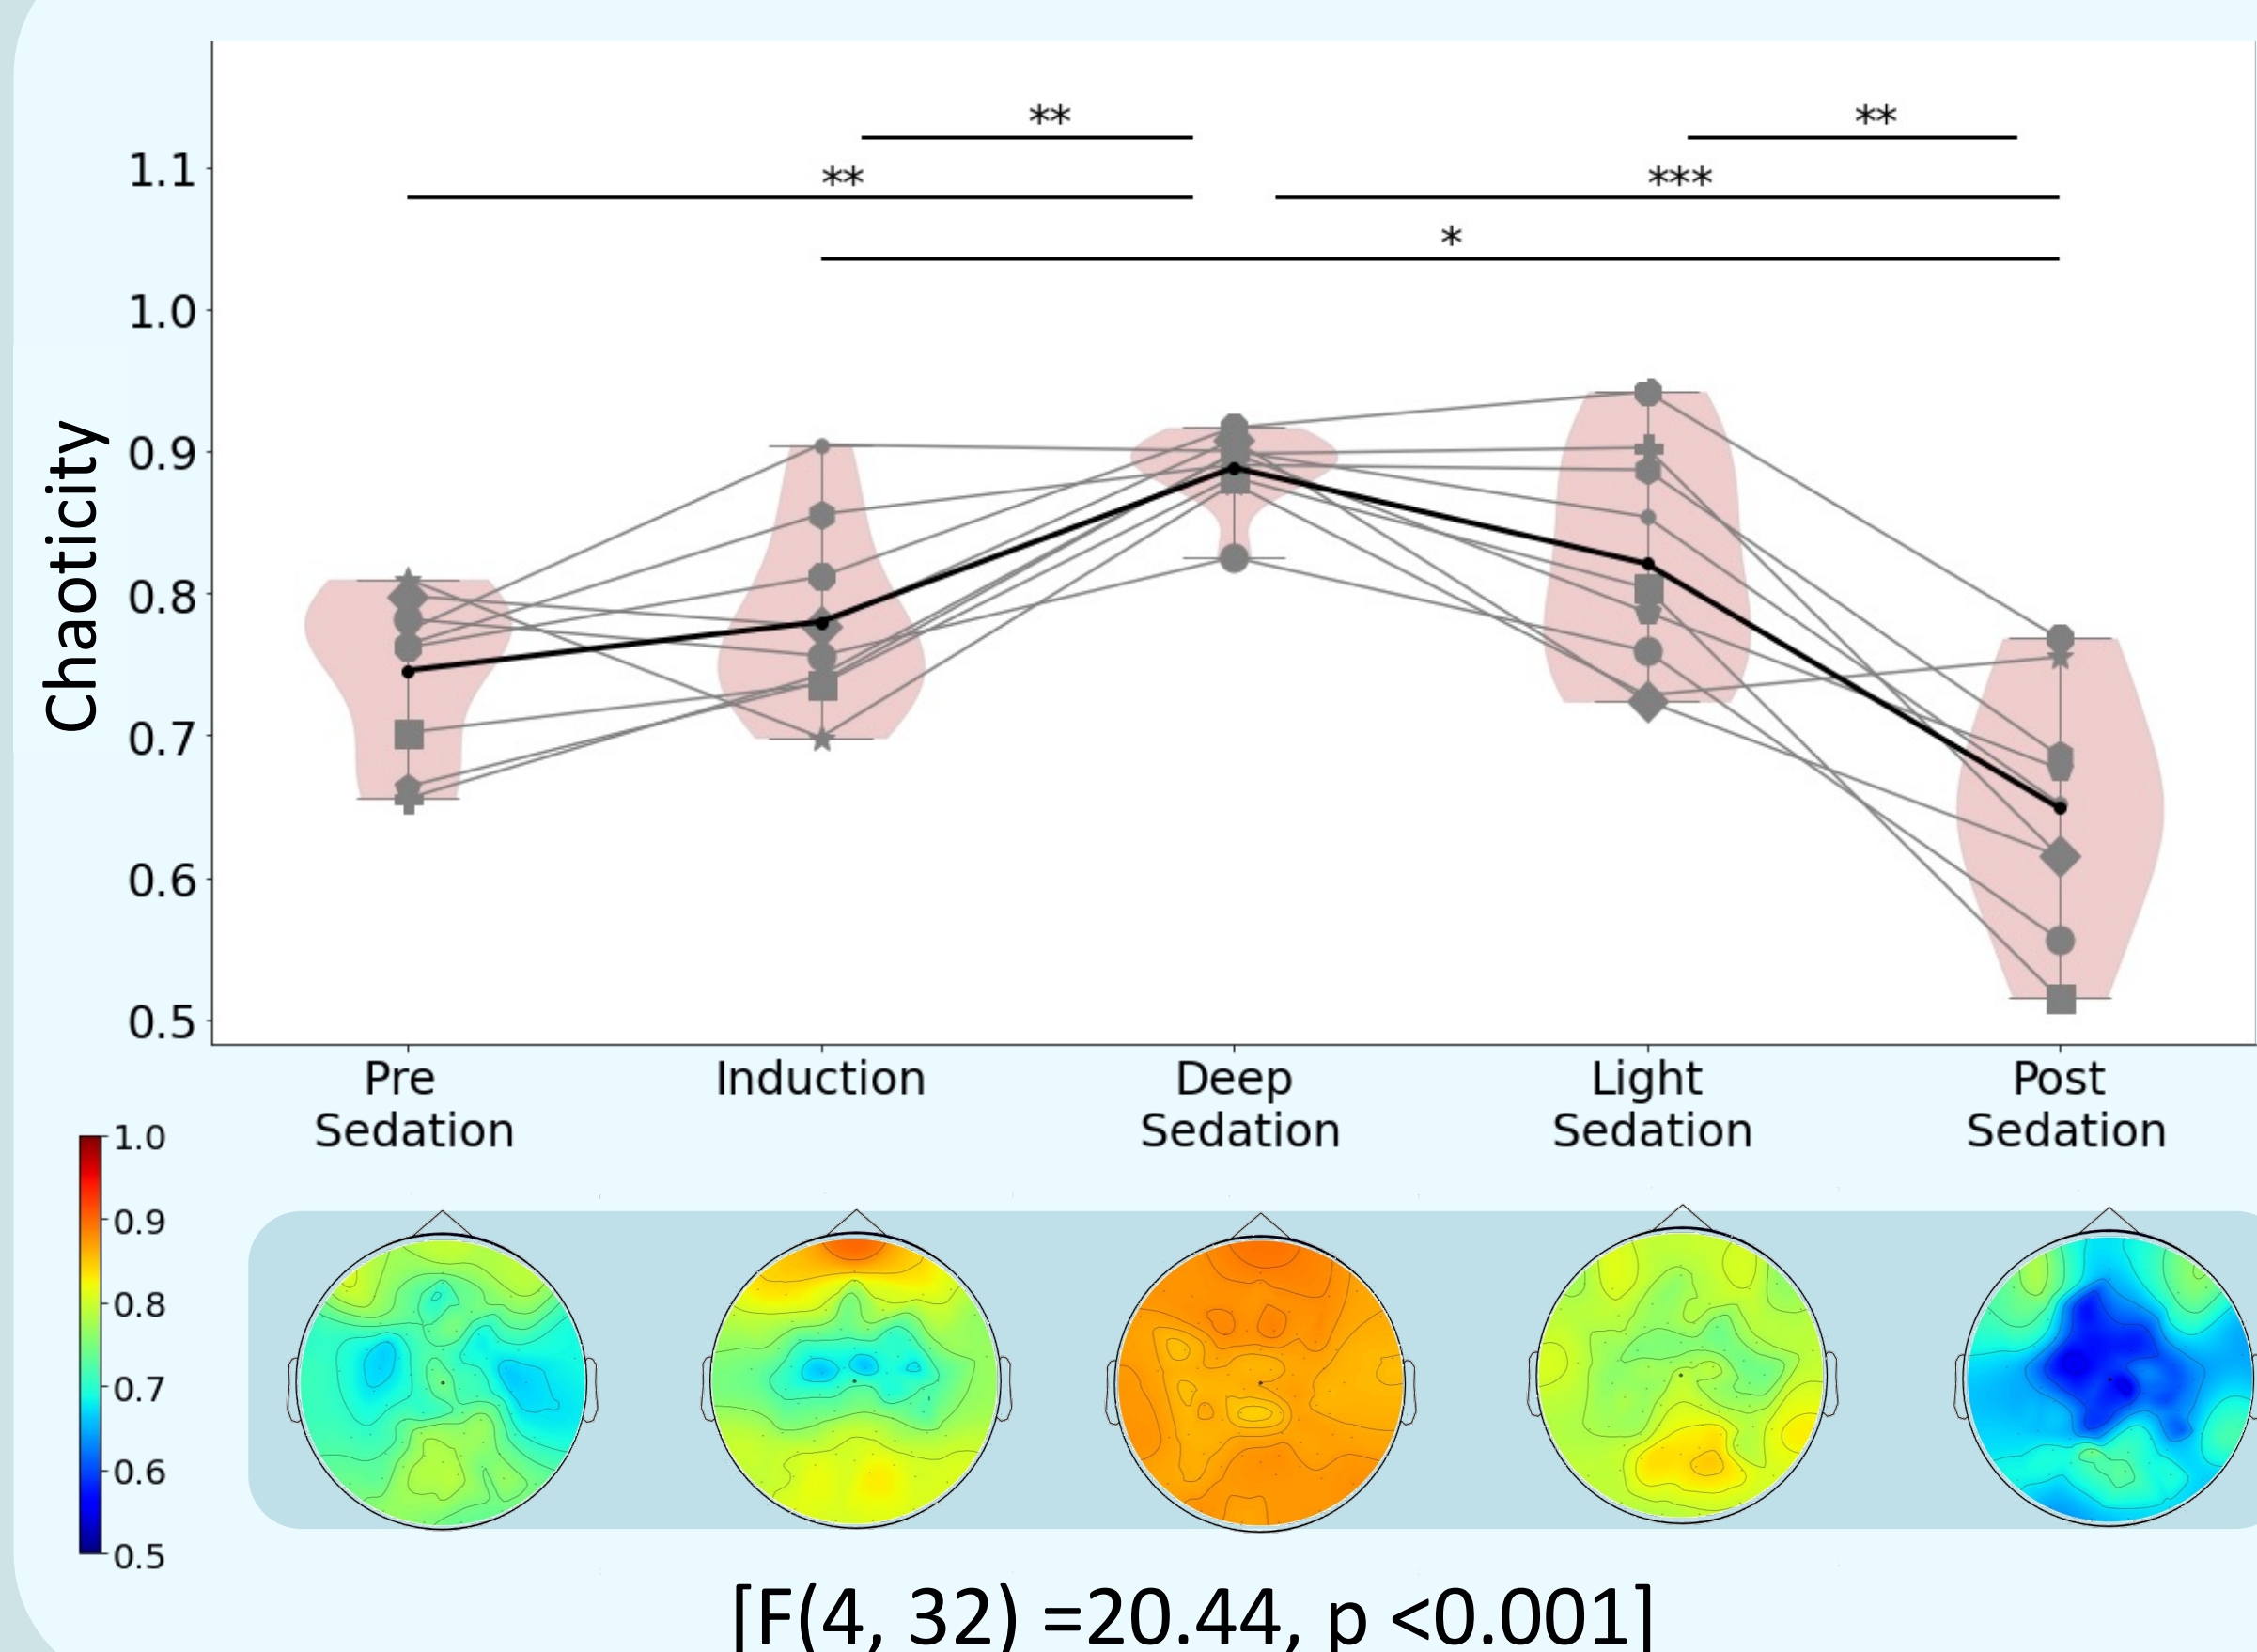 ** **
1.1 ** ***
*
1.0
0.9
0.8
0.7
0.6
0.5
Chaoticity
Pre Induction Deep Light Post
Sedation Sedation Sedation Sedation
1.0
0.9
0.8
0.7
0.6
0.5
[F(4, 32) =20.44, p <0.001]